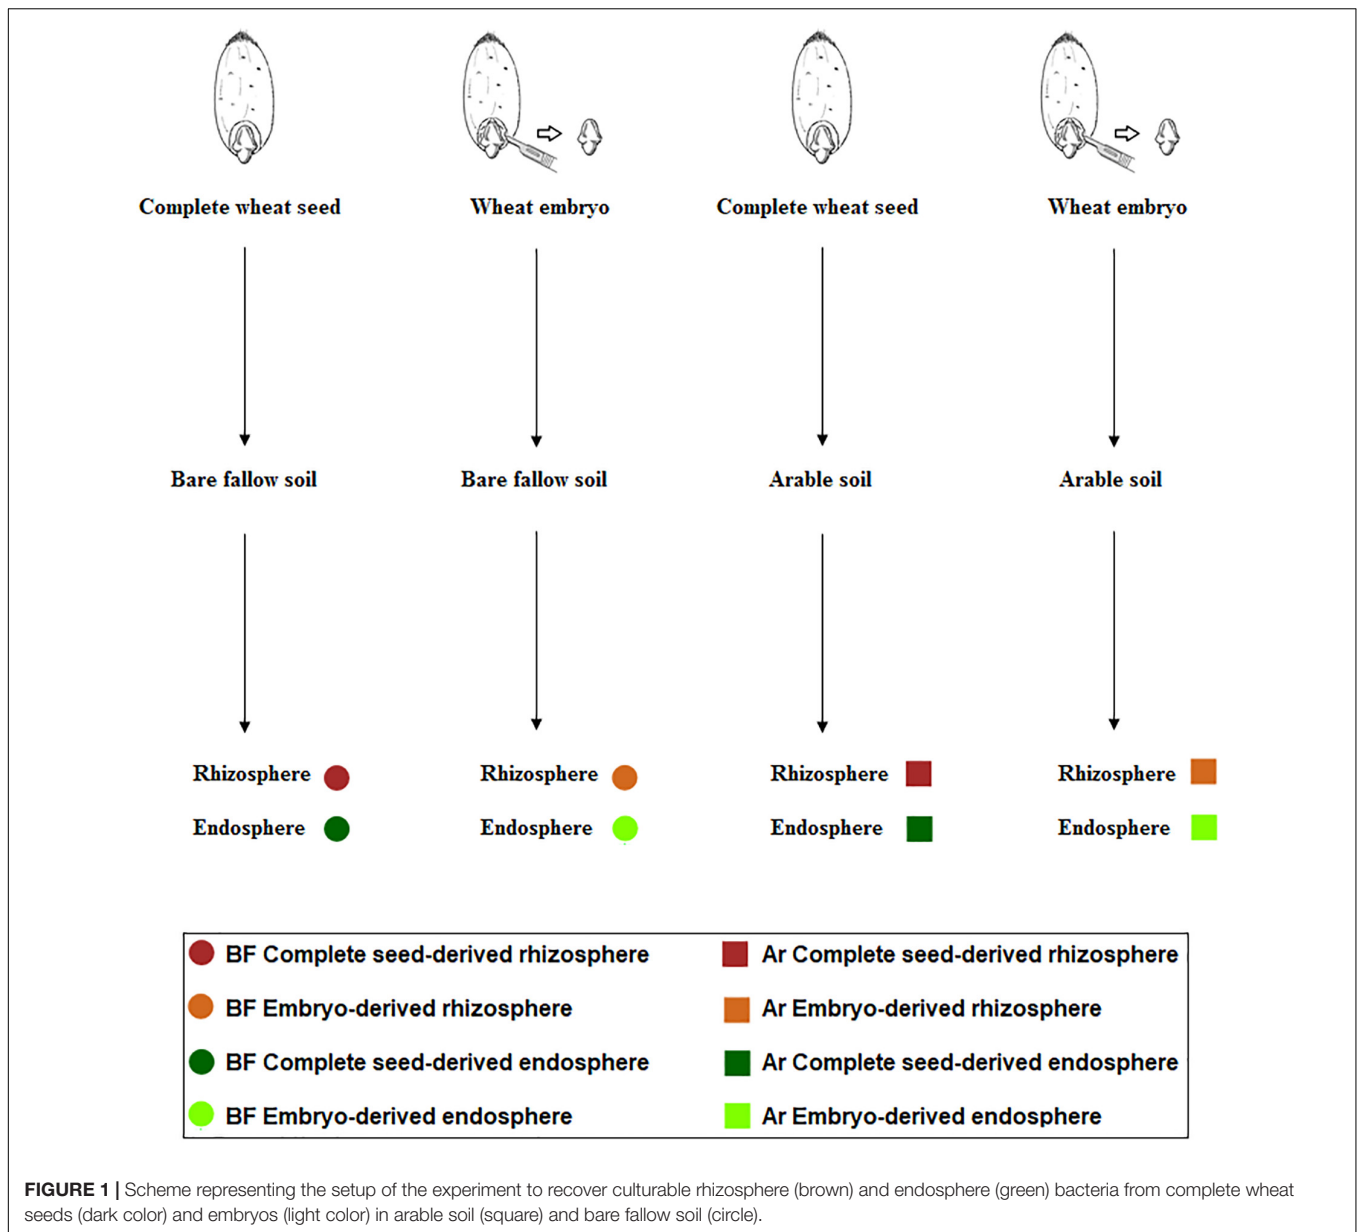 Complete wheat seed Wheat embryo Complete wheat seed Wheat embryo
Bare fallow soil Bare fallow soil Arable soil Arable soil
Rhizosphere Rhizosphere Rhizosphere Rhizosphere
Endosphere Endosphere Endosphere Endosphere
BF Complete seed-derived rhizosphere Ar Complete seed-derived rhizosphere
BF Embryo-derived rhizosphere Ar Embryo-derived rhizosphere
BF Complete seed-derived endosphere Ar Complete seed-derived endosphere
BF Embryo-derived endosphere Ar Embryo-derived endosphere
FIGURE 1 | Scheme representing the setup of the experiment to recover culturable rhizosphere (brown) and endosphere (green) bacteria from complete wheat
seeds (dark color) and embryos (light color) in arable soil (square) and bare fallow soil (circle).